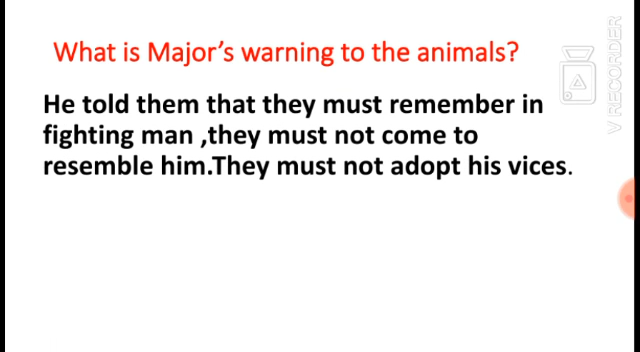 What is Major’s warning to the animals?
He told them that they must remember in
fighting man ,they must not come to
resemble him.They must not adopt his vices.
V RECORDER